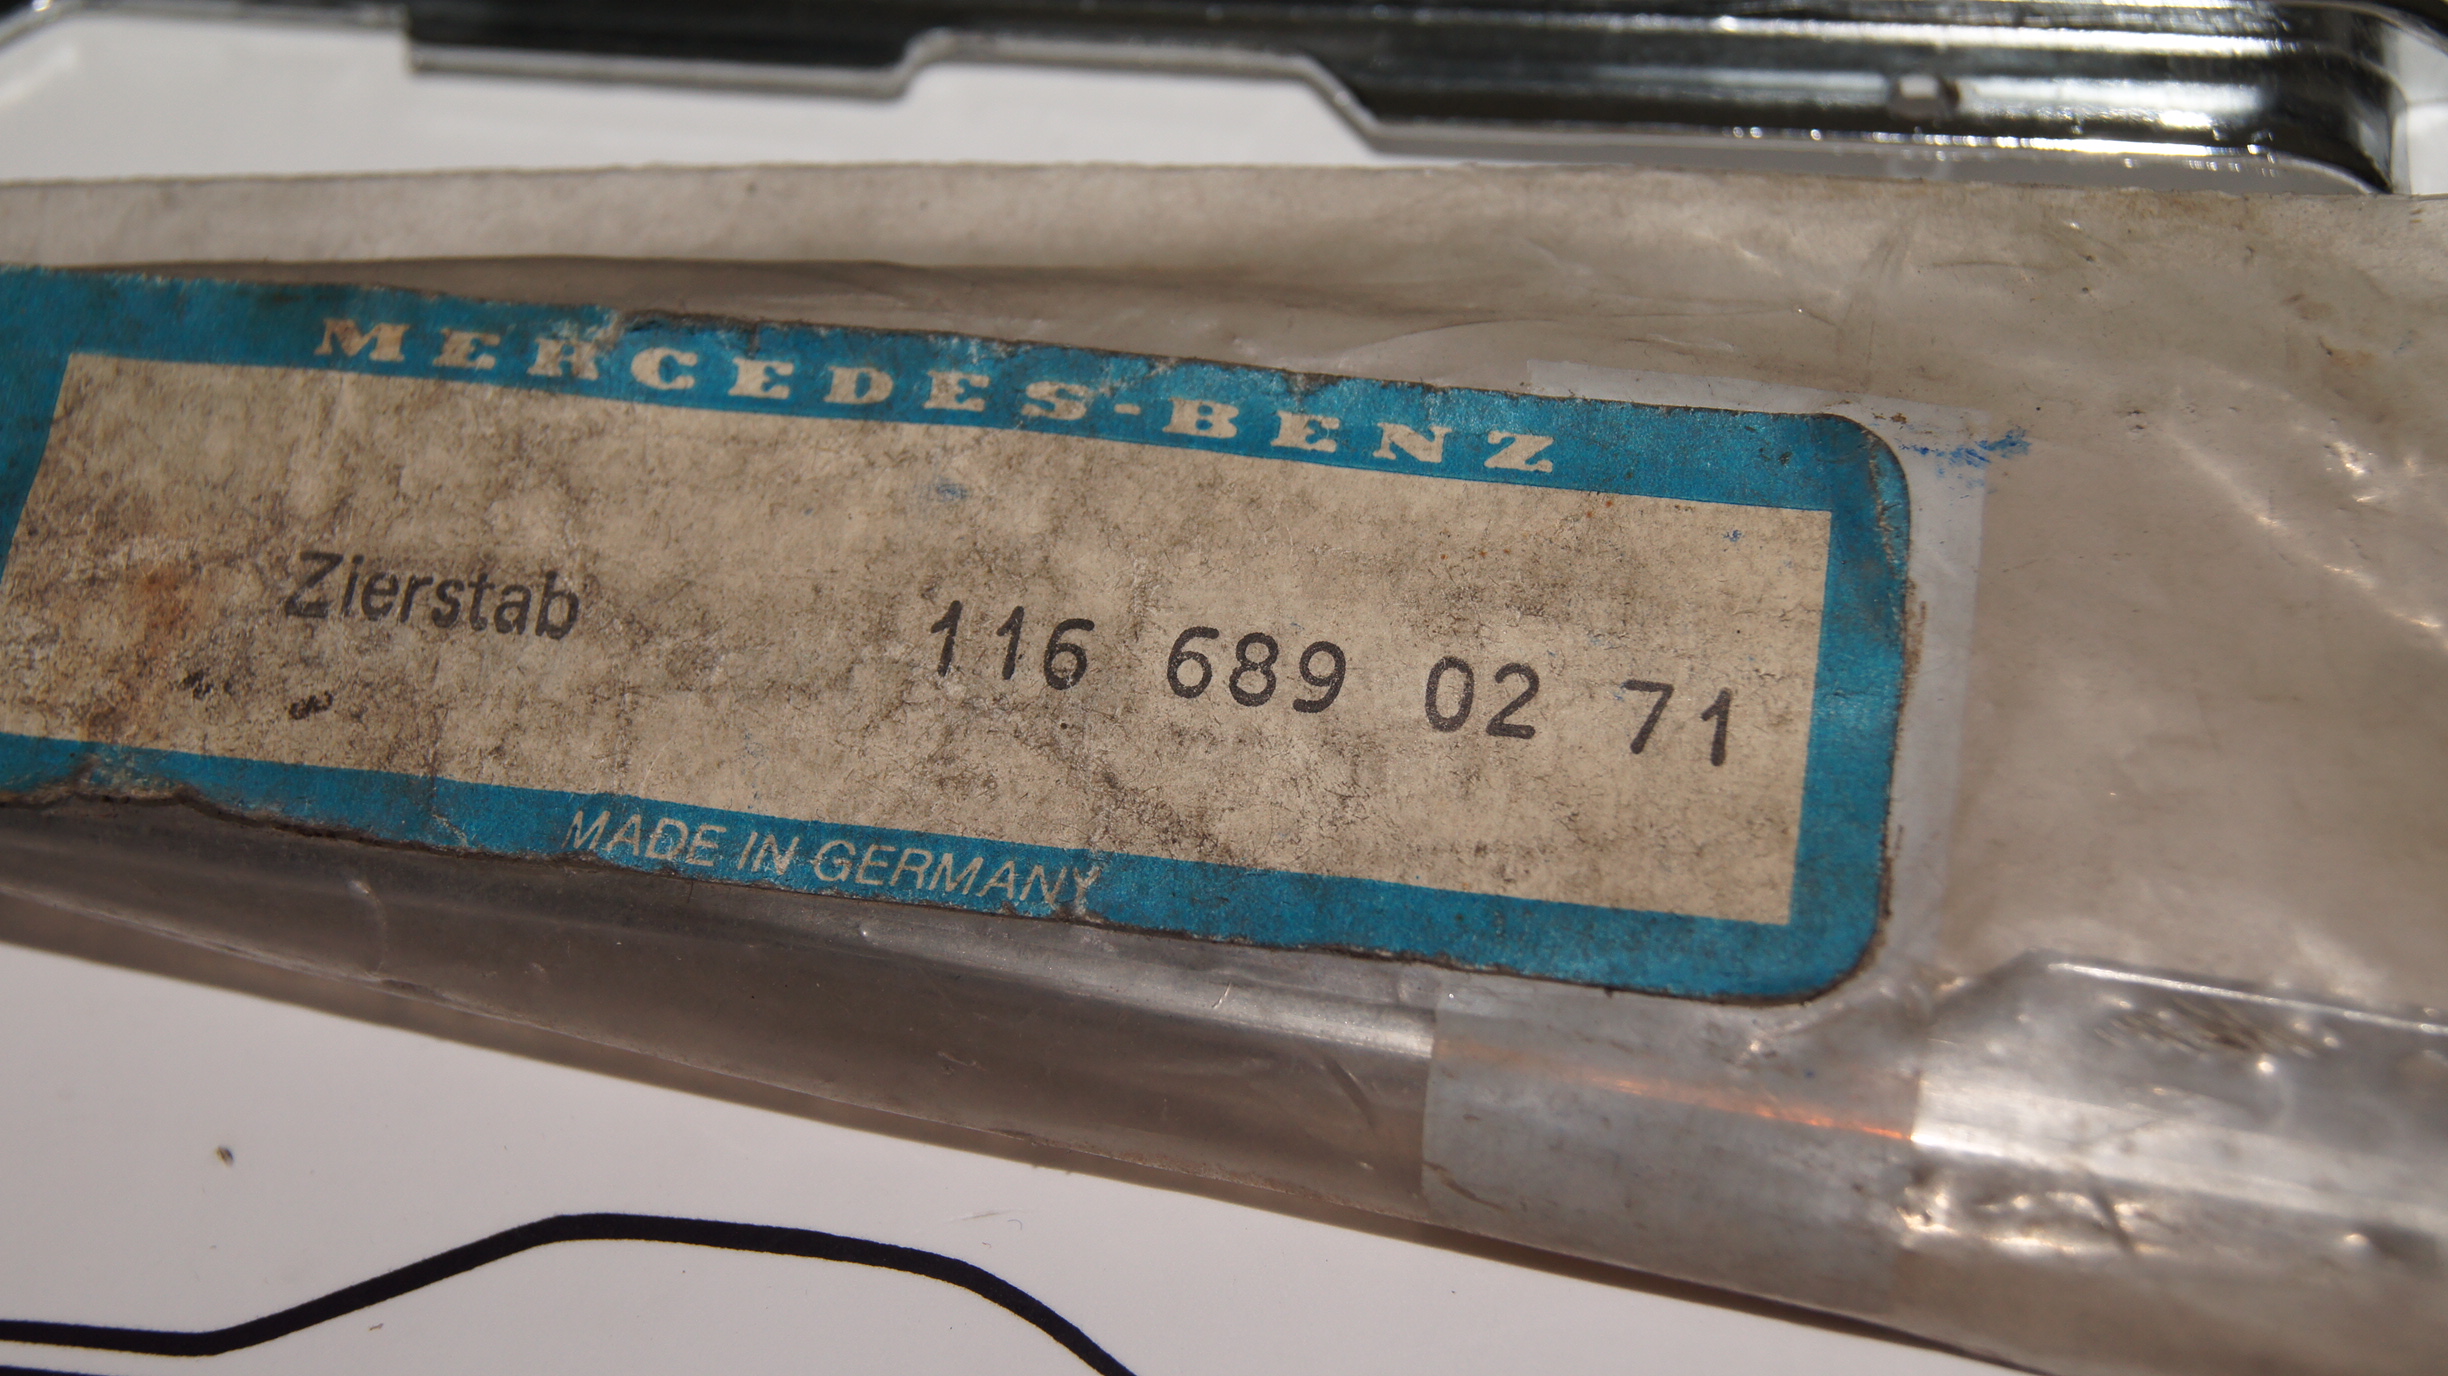 MERCEDES-BENZ
Zierstab 116 689 02 71
MADE IN GERMANY